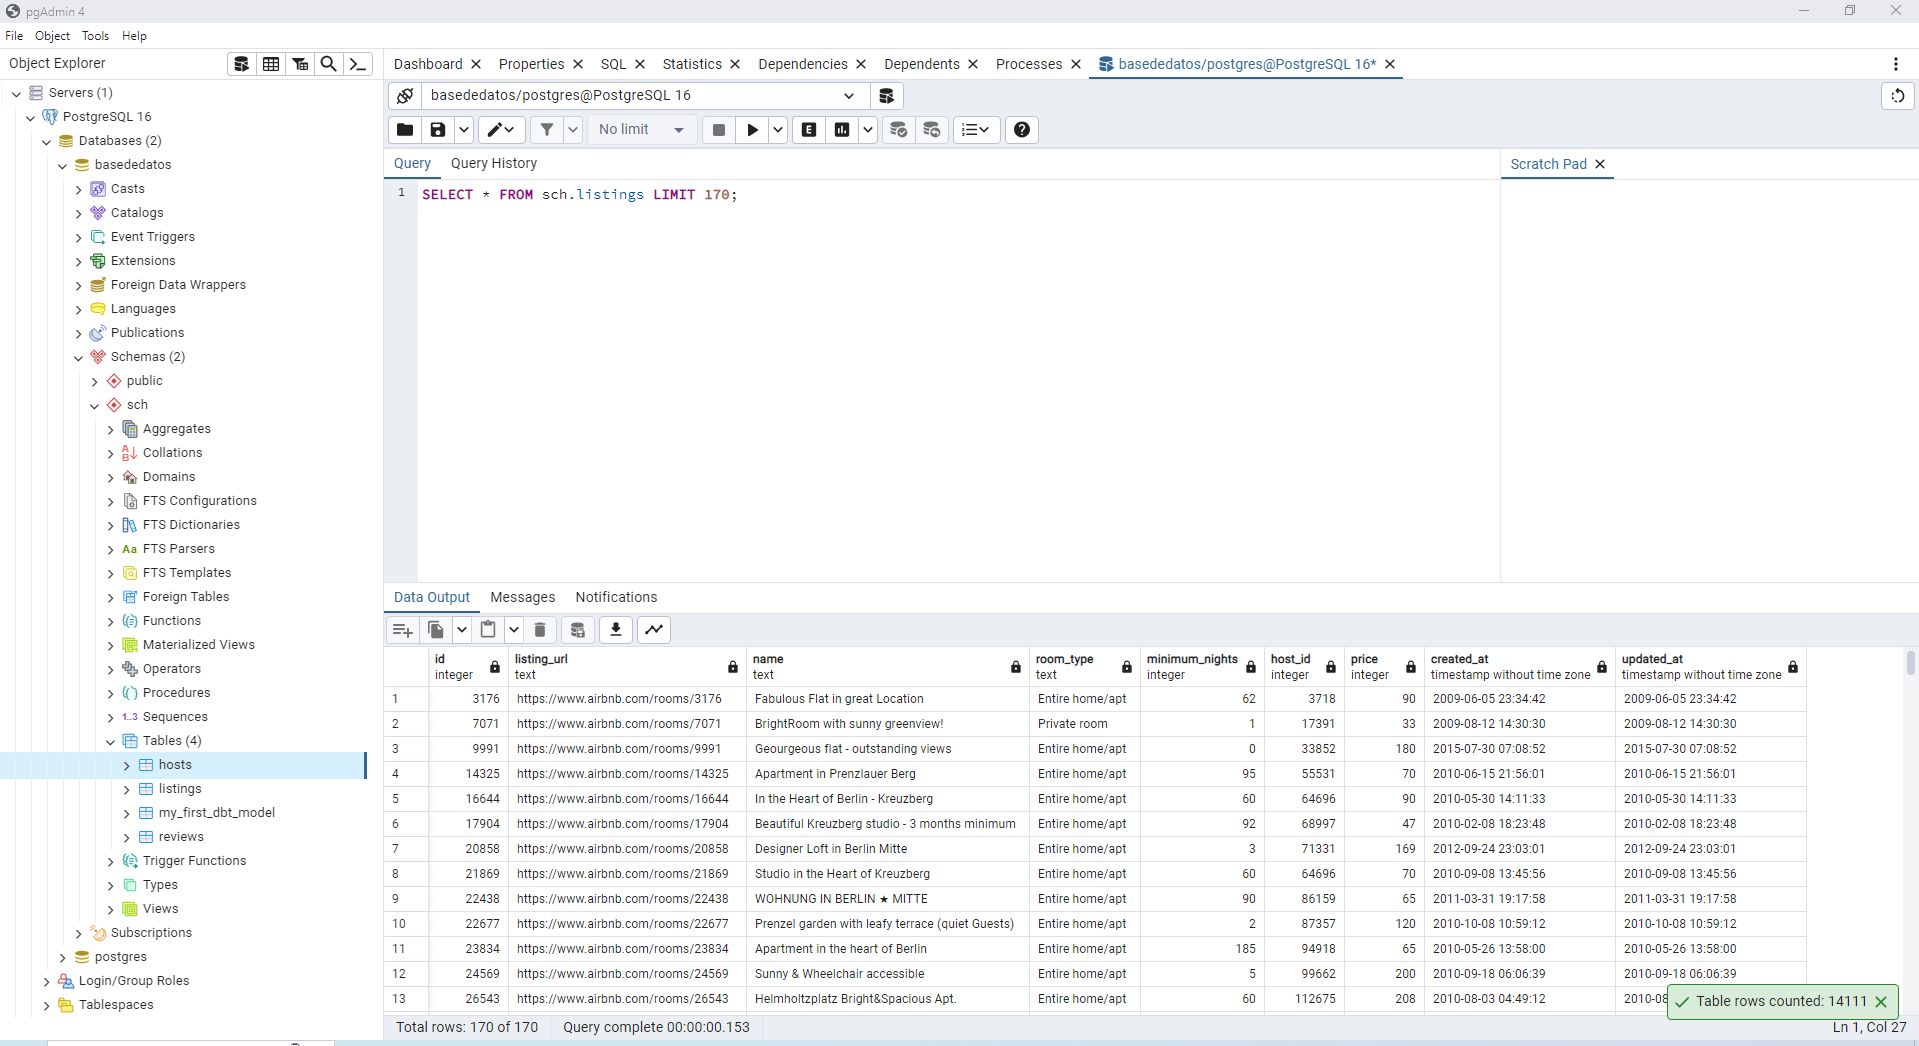 pgAdmin 4
File Object Tools Help
Object Explorer
Servers (1)
PostgreSQL 16
Databases (2)
basededatos
Casts
Catalogs
Event Triggers
Extensions
Foreign Data Wrappers
Languages
Publications
Schemas (2)
public
sch
Aggregates
Collations
Domains
FTS Configurations
FTS Dictionaries
Aa FTS Parsers
FTS Templates
Foreign Tables
Functions
Materialized Views
Operators
Procedures
1..3 Sequences
Tables (4)
hosts
listings
my_first_dbt_model
reviews
Trigger Functions
Types
Views
Subscriptions
postgres
Login/Group Roles
Tablespaces
Dashboard Properties SQL Statistics Dependencies Dependents Processes basededatos/postgres@PostgreSQL 16*
basededatos/postgres@PostgreSQL 16
No limit E
Query Query History
Scratch Pad
1 SELECT * FROM sch.listings LIMIT 170;
Data Output Messages Notifications
id listing_url name room_type minimum_nights host_id price created_at updated_at
integer text text text integer integer integer timestamp without time zone timestamp without time zone
1 3176 https://www.airbnb.com/rooms/3176 Fabulous Flat in great Location Entire home/apt 62 3718 90 2009-06-05 23:34:42 2009-06-05 23:34:42
2 7071 https://www.airbnb.com/rooms/7071 BrightRoom with sunny greenview! Private room 1 17391 33 2009-08-12 14:30:30 2009-08-12 14:30:30
3 9991 https://www.airbnb.com/rooms/9991 Geourgeous flat - outstanding views Entire home/apt 0 33852 180 2015-07-30 07:08:52 2015-07-30 07:08:52
4 14325 https://www.airbnb.com/rooms/14325 Apartment in Prenzlauer Berg Entire home/apt 95 55531 70 2010-06-15 21:56:01 2010-06-15 21:56:01
5 16644 https://www.airbnb.com/rooms/16644 In the Heart of Berlin - Kreuzberg Entire home/apt 60 64696 90 2010-05-30 14:11:33 2010-05-30 14:11:33
6 17904 https://www.airbnb.com/rooms/17904 Beautiful Kreuzberg studio - 3 months minimum Entire home/apt 92 68997 47 2010-02-08 18:23:48 2010-02-08 18:23:48
7 20858 https://www.airbnb.com/rooms/20858 Designer Loft in Berlin Mitte Entire home/apt 3 71331 169 2012-09-24 23:03:01 2012-09-24 23:03:01
8 21869 https://www.airbnb.com/rooms/21869 Studio in the Heart of Kreuzberg Entire home/apt 60 64696 70 2010-09-08 13:45:56 2010-09-08 13:45:56
9 22438 https://www.airbnb.com/rooms/22438 WOHNUNG IN BERLIN ★ MITTE Entire home/apt 90 86159 65 2011-03-31 19:17:58 2011-03-31 19:17:58
10 22677 https://www.airbnb.com/rooms/22677 Prenzel garden with leafy terrace (quiet Guests) Entire home/apt 2 87357 120 2010-10-08 10:59:12 2010-10-08 10:59:12
11 23834 https://www.airbnb.com/rooms/23834 Apartment in the heart of Berlin Entire home/apt 185 94918 65 2010-05-26 13:58:00 2010-05-26 13:58:00
12 24569 https://www.airbnb.com/rooms/24569 Sunny & Wheelchair accessible Entire home/apt 5 99662 200 2010-09-18 06:06:39 2010-09-18 06:06:39
13 26543 https://www.airbnb.com/rooms/26543 Helmholtzplatz Bright&Spacious Apt. Entire home/apt 60 112675 208 2010-08-03 04:49:12 2010-08
Table rows counted: 14111
Total rows: 170 of 170 Query complete 00:00:00.153 Ln 1, Col 27